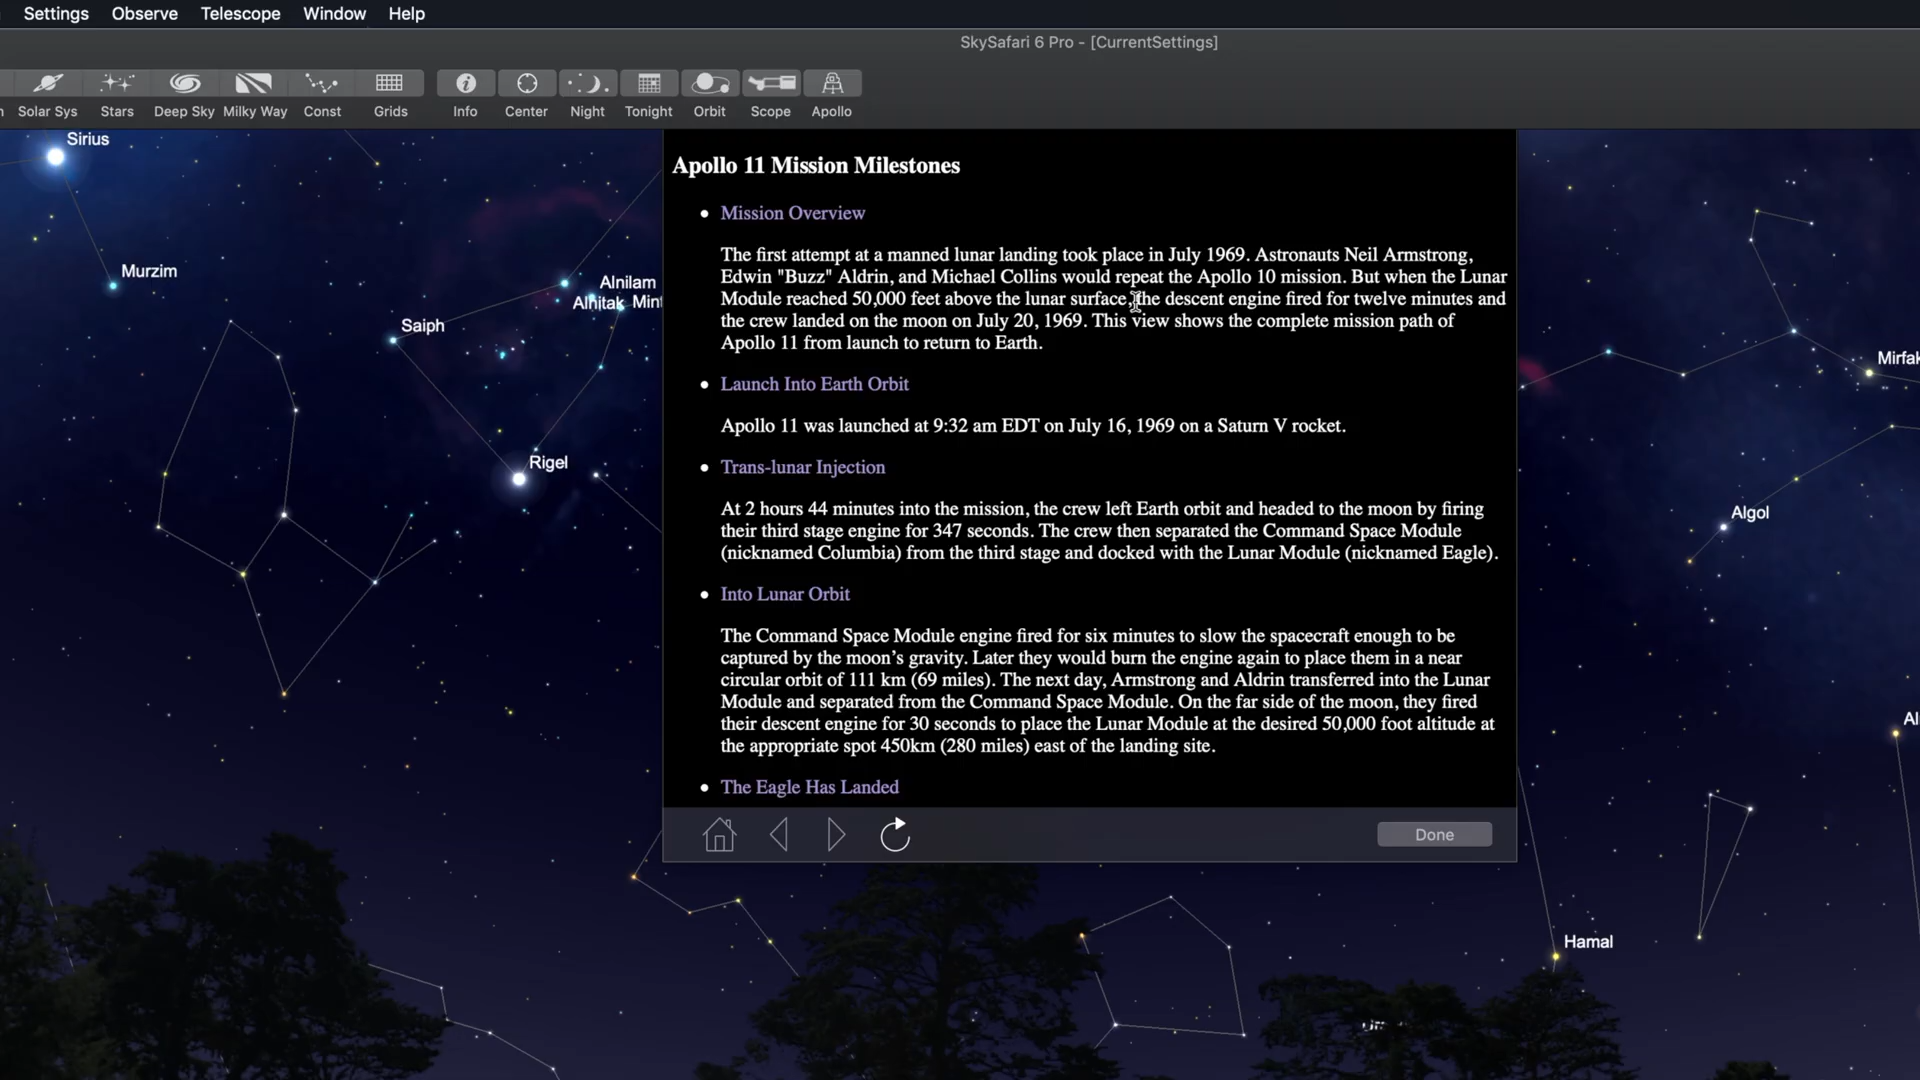 Settings Observe Telescope Window Help
SkySafari 6 Pro - [CurrentSettings]
Solar Sys Stars Deep Sky Milky Way Const Grids Info Center Night Tonight Orbit Scope Apollo
Sirius
Murzim
Alnilam
Alnitak Mint
Saiph
Rigel
Apollo 11 Mission Milestones
• Mission Overview
The first attempt at a manned lunar landing took place in July 1969. Astronauts Neil Armstrong,
Edwin "Buzz" Aldrin, and Michael Collins would repeat the Apollo 10 mission. But when the Lunar
Module reached 50,000 feet above the lunar surface, the descent engine fired for twelve minutes and
the crew landed on the moon on July 20, 1969. This view shows the complete mission path of
Apollo 11 from launch to return to Earth.
• Launch Into Earth Orbit
Apollo 11 was launched at 9:32 am EDT on July 16, 1969 on a Saturn V rocket.
• Trans-lunar Injection
At 2 hours 44 minutes into the mission, the crew left Earth orbit and headed to the moon by firing
their third stage engine for 347 seconds. The crew then separated the Command Space Module
(nicknamed Columbia) from the third stage and docked with the Lunar Module (nicknamed Eagle).
• Into Lunar Orbit
The Command Space Module engine fired for six minutes to slow the spacecraft enough to be
captured by the moon’s gravity. Later they would burn the engine again to place them in a near
circular orbit of 111 km (69 miles). The next day, Armstrong and Aldrin transferred into the Lunar
Module and separated from the Command Space Module. On the far side of the moon, they fired
their descent engine for 30 seconds to place the Lunar Module at the desired 50,000 foot altitude at
the appropriate spot 450km (280 miles) east of the landing site.
• The Eagle Has Landed
Done
Mirfak
Algol
Al
Hamal